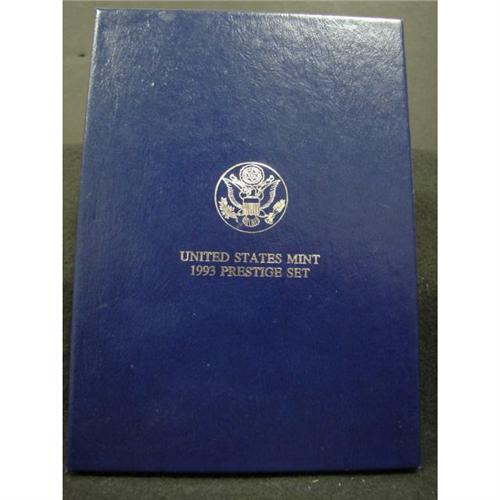 UNITED STATES MINT
1993 PRESTIGE SET